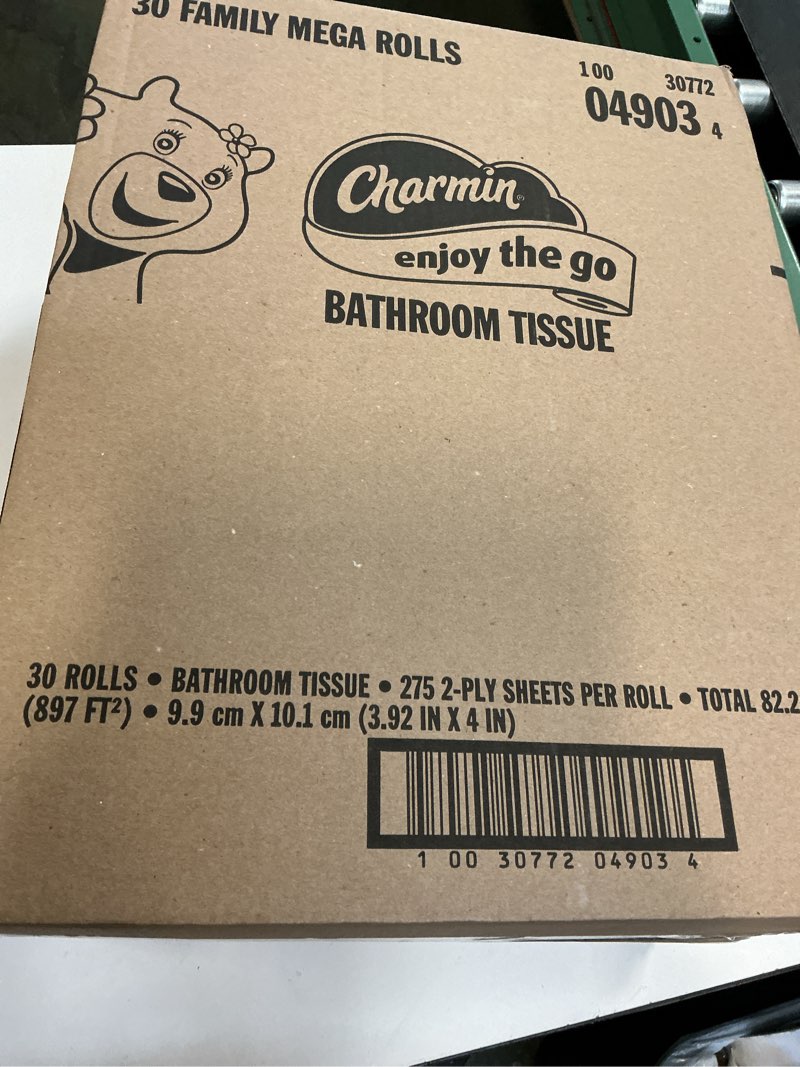 30 FAMILY MEGA ROLLS
100 30772
04903 4
Charmin
enjoy the go
BATHROOM TISSUE
30 ROLLS • BATHROOM TISSUE • 275 2-PLY SHEETS PER ROLL • TOTAL 82.2
(897 FT²) • 9.9 cm X 10.1 cm (3.92 IN X 4 IN)
1 00 30772 04903 4